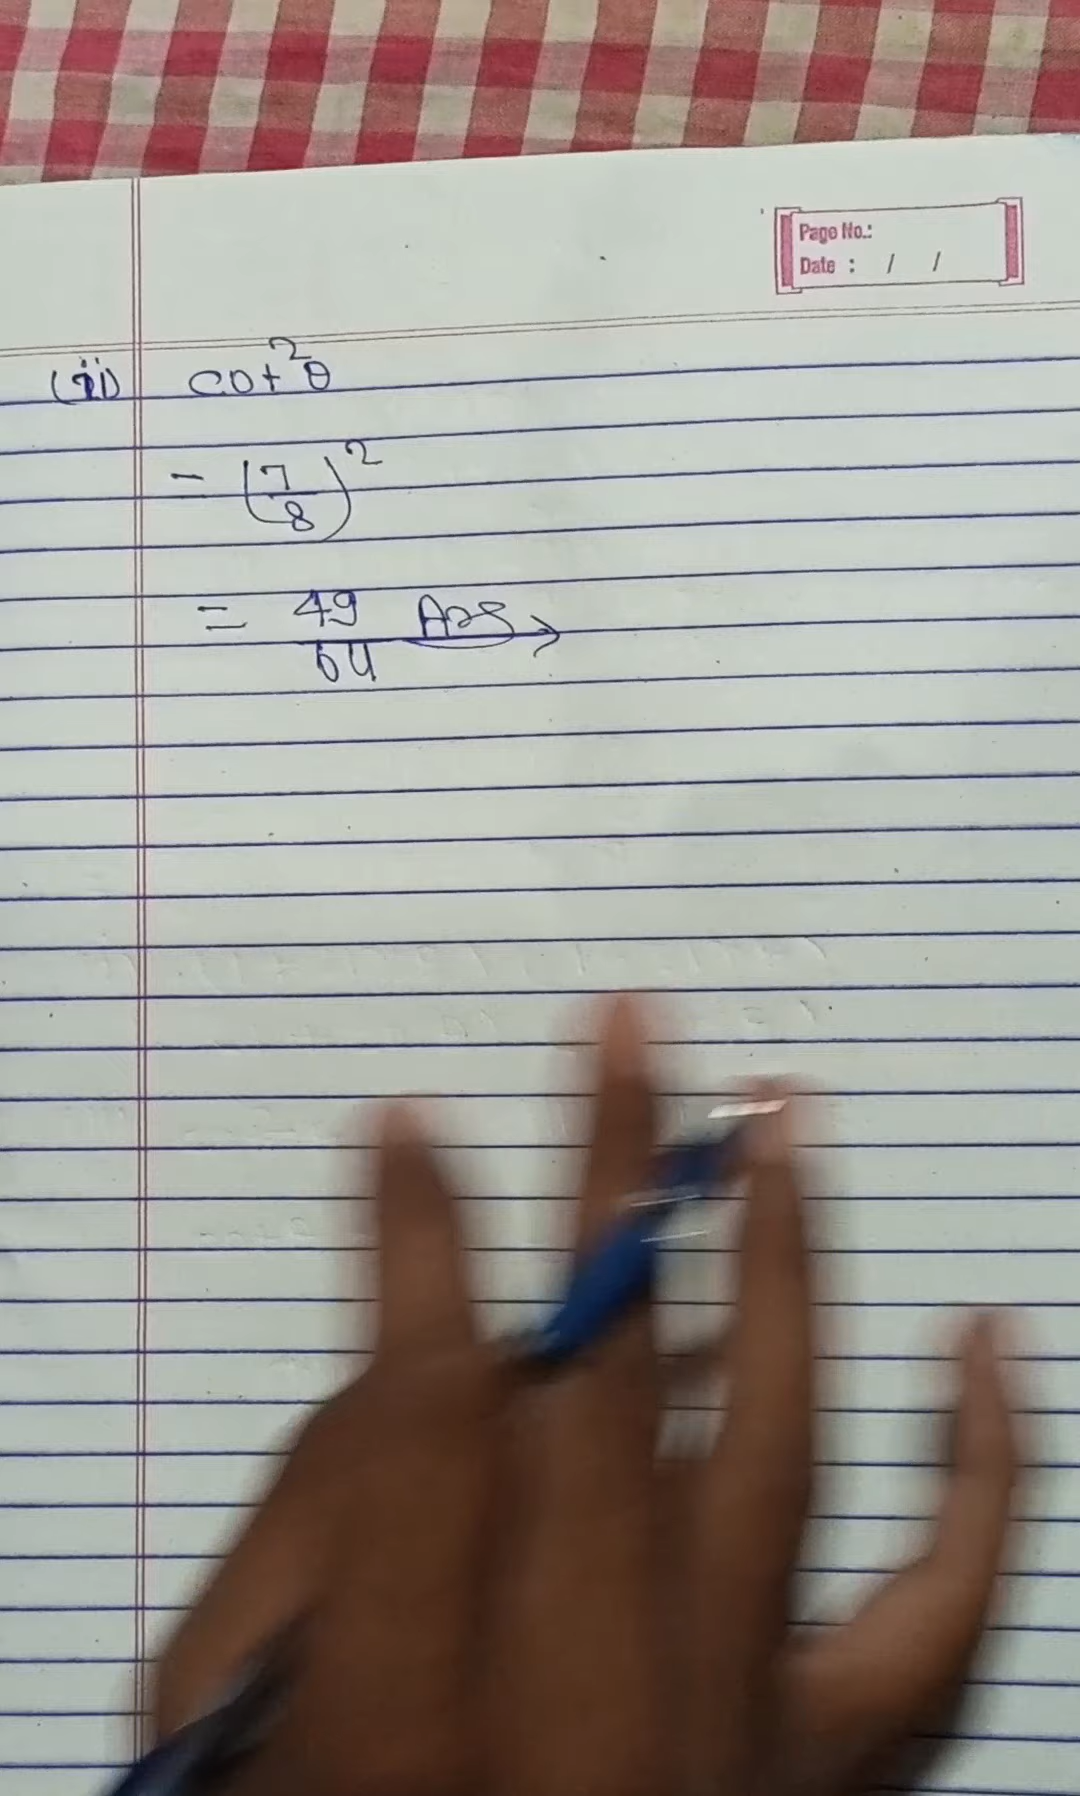 Page No.:
Date : / /
(ii) cot²θ
= (7/8)²
= 49/64 Ans →